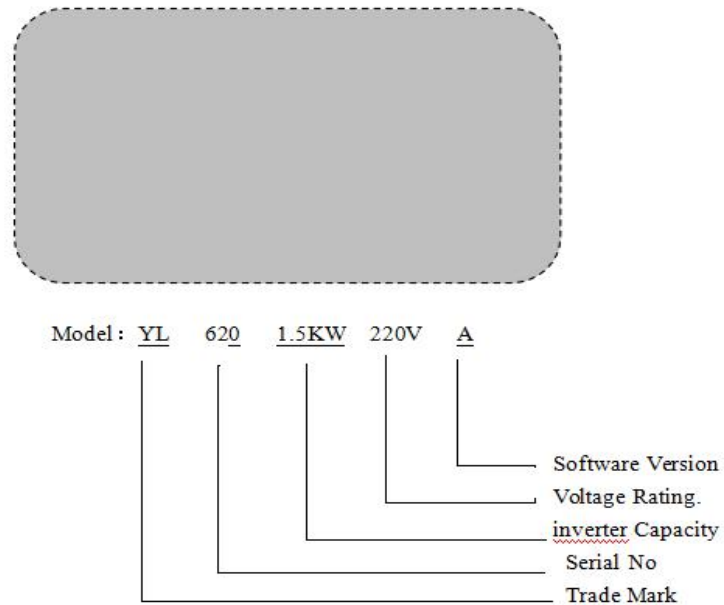 Model： YL 620 1.5KW 220V A
Software Version
Voltage Rating.
inverter Capacity
Serial No
Trade Mark